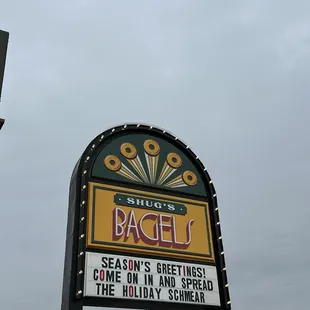 SHUG'S
BAGELS
SEASON'S GREETINGS!
COME ON IN AND SPREAD
THE HOLIDAY SCHMEAR